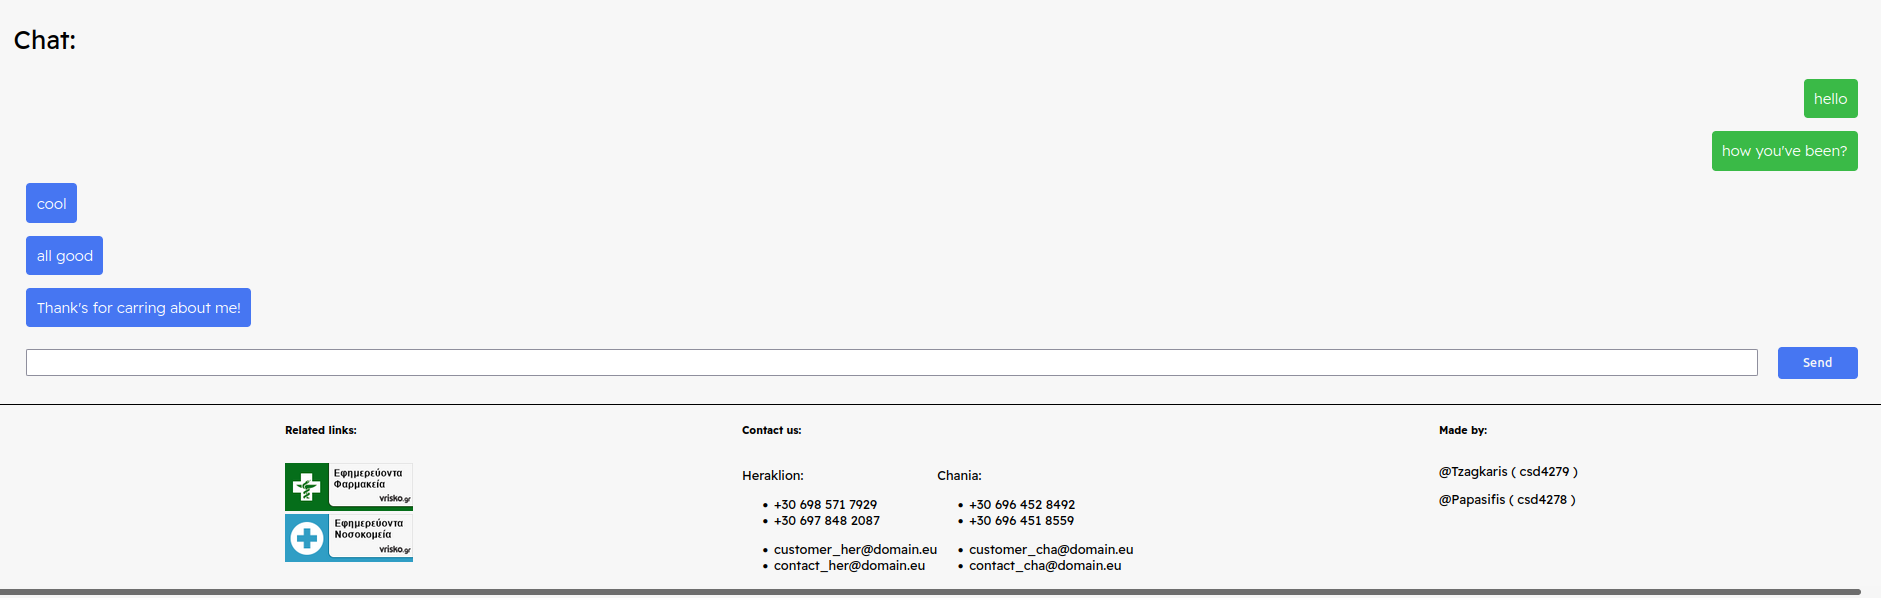 Chat:
hello
how you've been?
cool
all good
Thank's for carring about me!
Send
Related links:
Εφημερεύοντα
Φαρμακεία
vrisko.gr
Εφημερεύοντα
Νοσοκομεία
vrisko.gr
Contact us:
Heraklion:
+30 698 571 7929
+30 697 848 2087
customer_her@domain.eu
contact_her@domain.eu
Chania:
+30 696 452 8492
+30 696 451 8559
customer_cha@domain.eu
contact_cha@domain.eu
Made by:
@Tzagkaris ( csd4279 )
@Papasifis ( csd4278 )